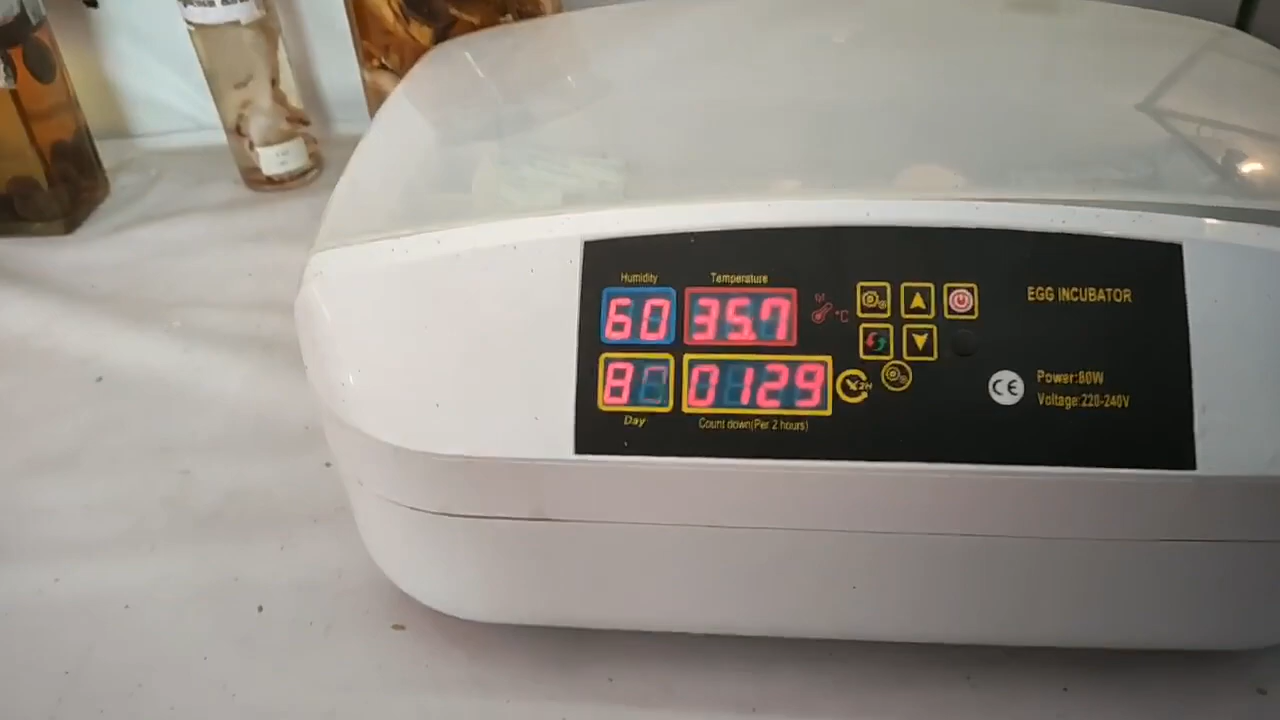 Humidity
Temperature
60
35.7
°C
8
0129
2H
Day
Count down(Per 2 hours)
EGG INCUBATOR
CE
Power:80W
Voltage:220-240V